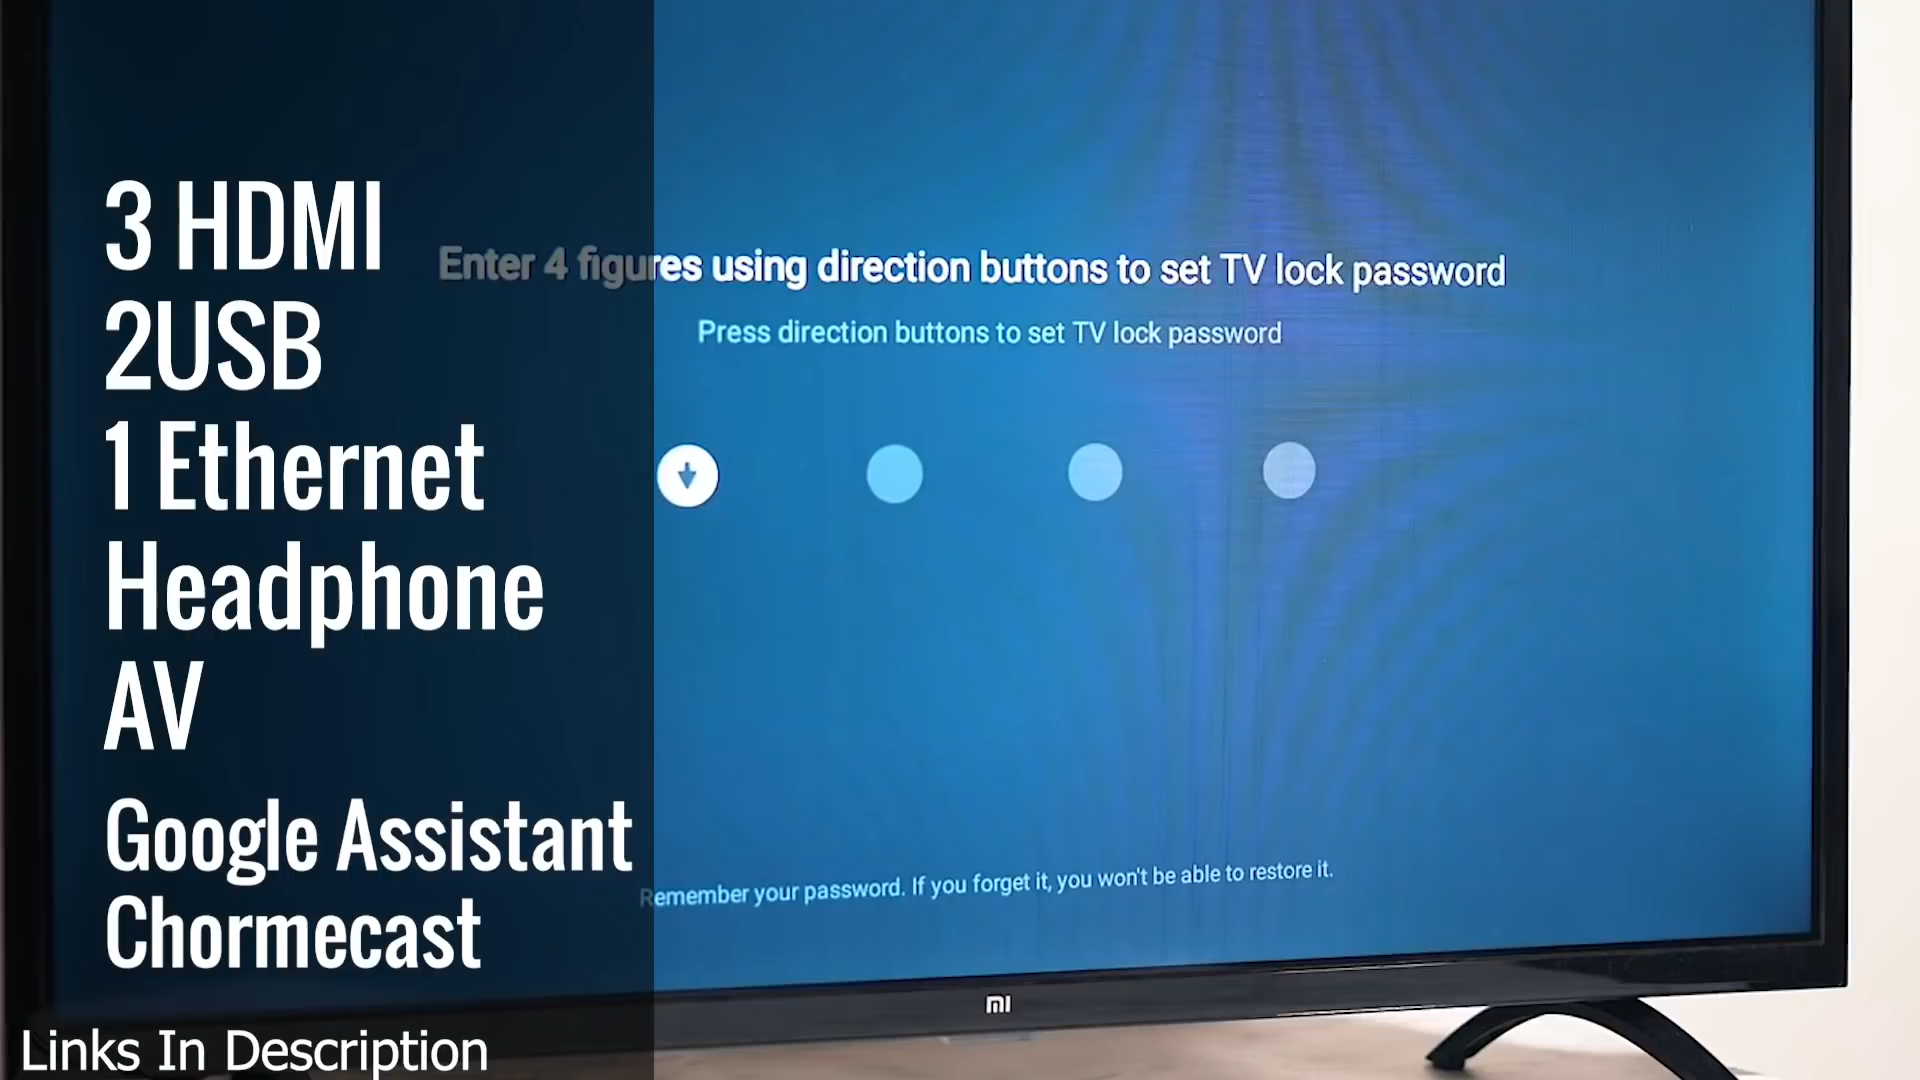 3 HDMI
2USB
1 Ethernet
Headphone
AV
Google Assistant
Chormecast
Links In Description
Enter 4 figures using direction buttons to set TV lock password
Press direction buttons to set TV lock password
Remember your password. If you forget it, you won't be able to restore it.
mi